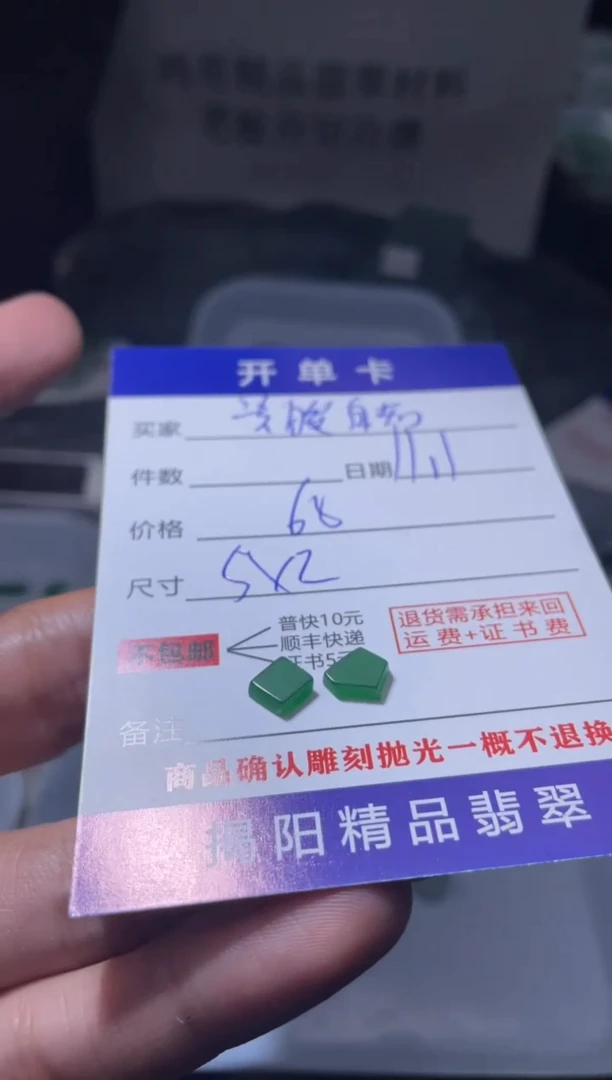 开单卡
买家
件数 日期 11.1
价格 68
尺寸 5X2
不包邮
普快10元
顺丰快递
证书5
退货需承担来回
运费+证书费
备注
商品确认雕刻抛光一概不退换
揭阳精品翡翠